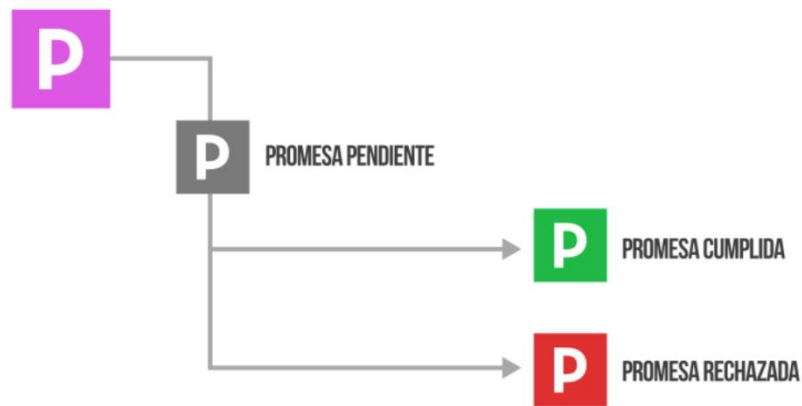 P
P PROMESA PENDIENTE
P PROMESA CUMPLIDA
P PROMESA RECHAZADA